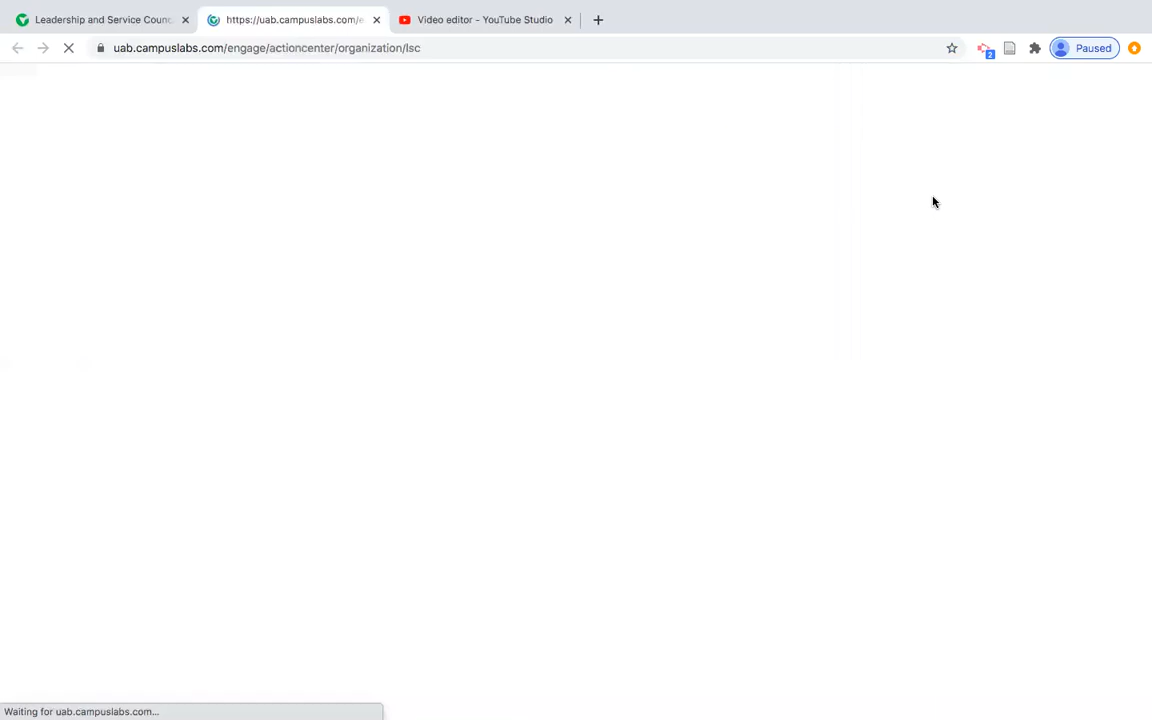 Leadership and Service Counc
https://uab.campuslabs.com/e
Video editor - YouTube Studio
uab.campuslabs.com/engage/actioncenter/organization/lsc
2
Paused
Waiting for uab.campuslabs.com...